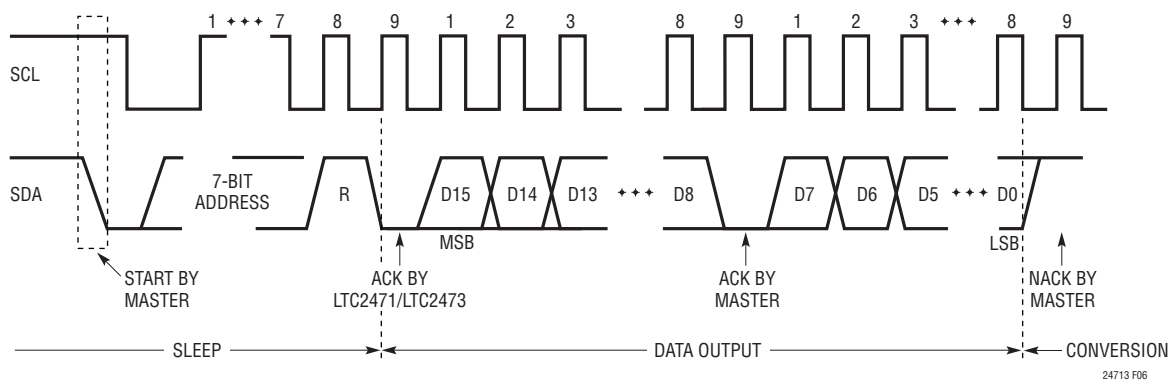 1 ✦✦✦ 7 8 9 1 2 3 8 9 1 2 3 ✦✦✦ 8 9
SCL
SDA
7-BIT
ADDRESS
R D15 D14 D13 ✦✦✦ D8 D7 D6 D5 ✦✦✦ D0
MSB LSB
START BY
MASTER
ACK BY
LTC2471/LTC2473
ACK BY
MASTER
NACK BY
MASTER
SLEEP DATA OUTPUT CONVERSION
24713 F06